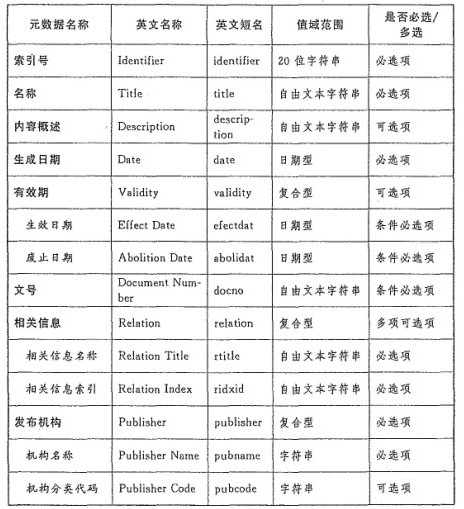 元数据名称 英文名称 英文短名 值域范围 是否必选/多选
索引号 Identifier identifier 20 位字符串 必选项
名称 Title title 自由文本字符串 必选项
内容概述 Description descrip-tion 自由文本字符串 可选项
生成日期 Date date 日期型 必选项
有效期 Validity validity 复合型 可选项
生效日期 Effect Date efectdat 日期型 条件必选项
废止日期 Abolition Date abolidat 日期型 条件必选项
文号 Document Num-ber docno 自由文本字符串 条件必选项
相关信息 Relation relation 复合型 多项可选项
相关信息名称 Relation Title rtitle 自由文本字符串 必选项
相关信息索引 Relation Index ridxid 自由文本字符串 必选项
发布机构 Publisher publisher 复合型 必选项
机构名称 Publisher Name pubname 字符串 必选项
机构分类代码 Publisher Code pubcode 字符串 可选项